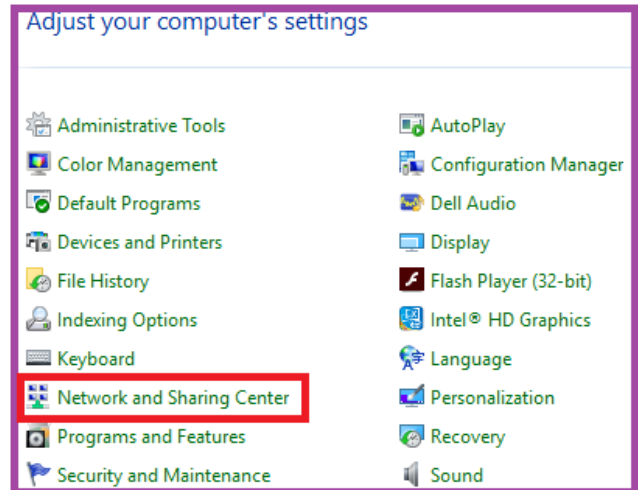 Adjust your computer's settings
Administrative Tools
AutoPlay
Color Management
Configuration Manager
Default Programs
Dell Audio
Devices and Printers
Display
File History
Flash Player (32-bit)
Indexing Options
Intel® HD Graphics
Keyboard
Language
Network and Sharing Center
Personalization
Programs and Features
Recovery
Security and Maintenance
Sound